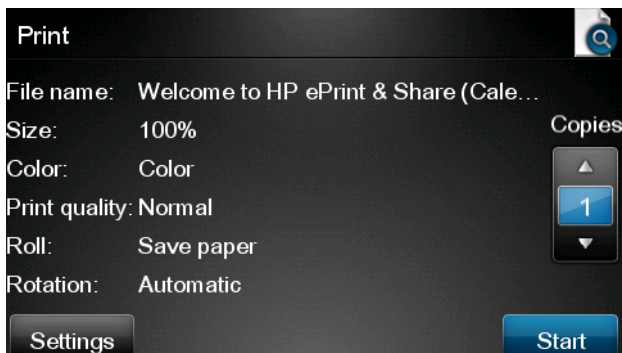 Print
File name: Welcome to HP ePrint & Share (Cale...
Size: 100%
Copies
Color: Color
1
Print quality: Normal
Roll: Save paper
Rotation: Automatic
Settings
Start